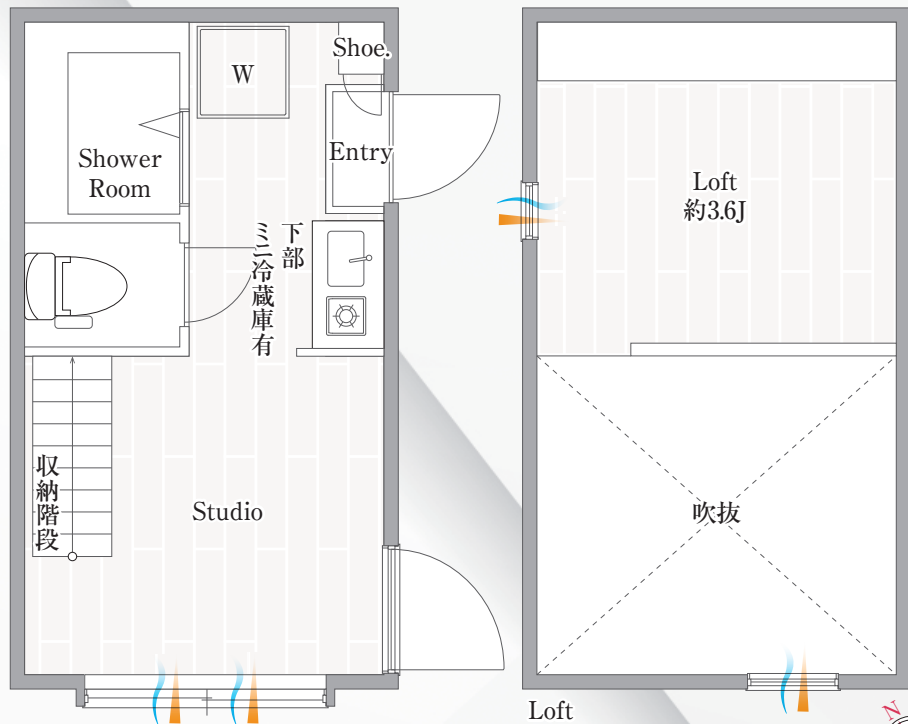 Shoe.
W
Entry
Shower
Room
下部
ミニ冷蔵庫有
収納階段
Studio
Loft
約3.6J
吹抜
Loft
N